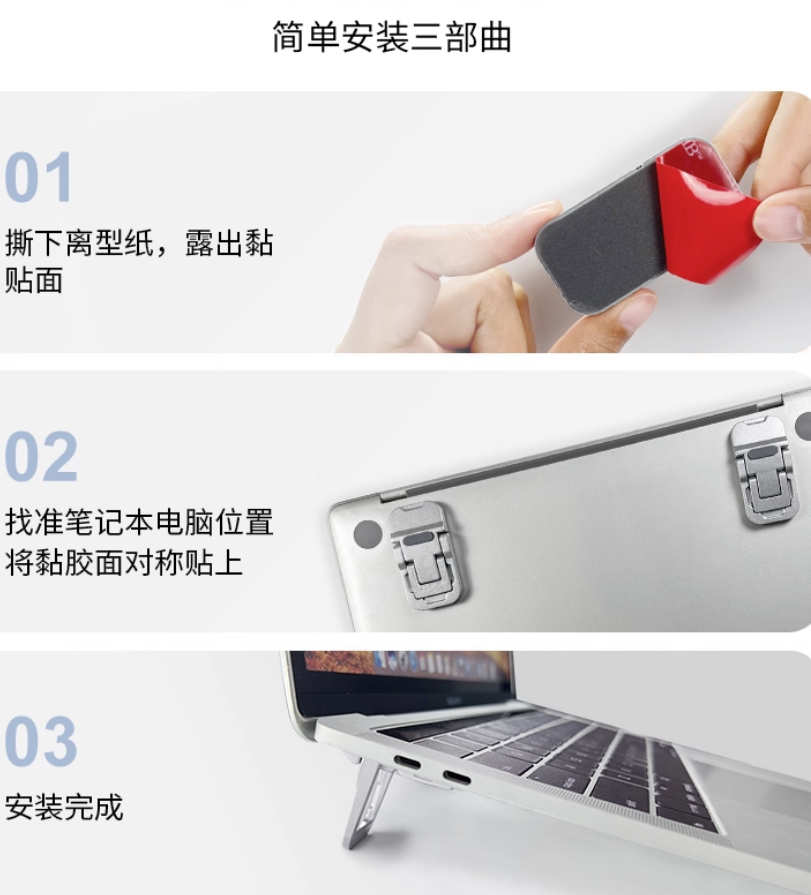 简单安装三部曲
01
撕下离型纸，露出黏
贴面
02
找准笔记本电脑位置
将黏胶面对称贴上
03
安装完成